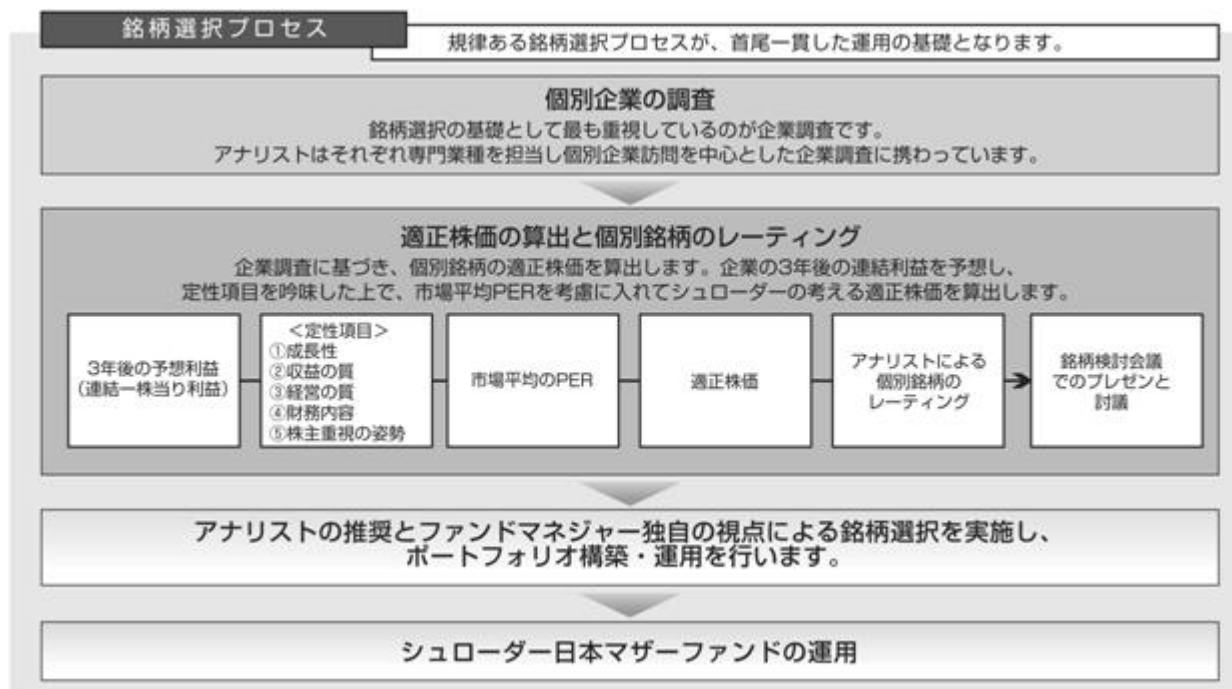 銘柄選択プロセス
規律ある銘柄選択プロセスが、首尾一貫した運用の基礎となります。
個別企業の調査
銘柄選択の基礎として最も重視しているのが企業調査です。
アナリストはそれぞれ専門業種を担当し個別企業訪問を中心とした企業調査に携わっています。
適正株価の算出と個別銘柄のレーティング
企業調査に基づき、個別銘柄の適正株価を算出します。企業の3年後の連結利益を予想し、
定性項目を吟味した上で、市場平均PERを考慮に入れてシュローダーの考える適正株価を算出します。
3年後の予想利益
（連結一株当り利益）
＜定性項目＞
①成長性
②収益の質
③経営の質
④財務内容
⑤株主重視の姿勢
市場平均のPER
適正株価
アナリストによる
個別銘柄の
レーティング
銘柄検討会議
でのプレゼンと
討議
アナリストの推奨とファンドマネジャー独自の視点による銘柄選択を実施し、
ポートフォリオ構築・運用を行います。
シュローダー日本マザーファンドの運用